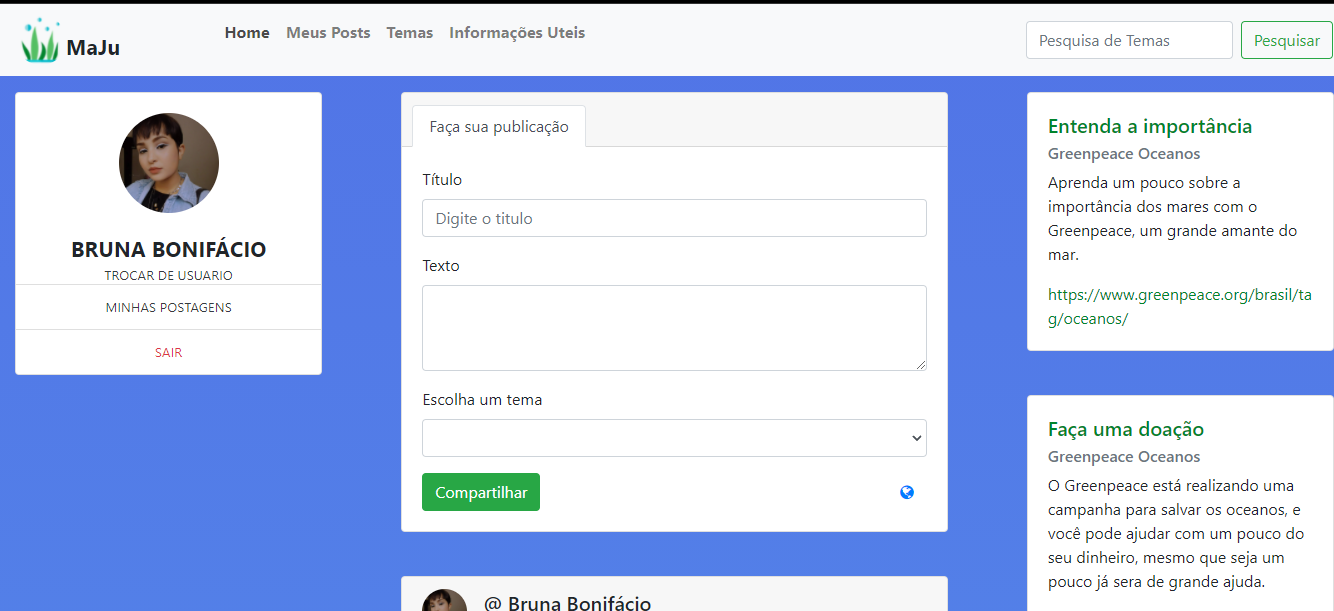 MaJu
Home Meus Posts Temas Informações Uteis
Pesquisa de Temas Pesquisar
BRUNA BONIFÁCIO
TROCAR DE USUARIO
MINHAS POSTAGENS
SAIR
Faça sua publicação
Título
Digite o titulo
Texto
Escolha um tema
Compartilhar
@ Bruna Bonifácio
Entenda a importância
Greenpeace Oceanos
Aprenda um pouco sobre a
importância dos mares com o
Greenpeace, um grande amante do
mar.
https://www.greenpeace.org/brasil/ta
g/oceanos/
Faça uma doação
Greenpeace Oceanos
O Greenpeace está realizando uma
campanha para salvar os oceanos, e
você pode ajudar com um pouco do
seu dinheiro, mesmo que seja um
pouco já sera de grande ajuda.